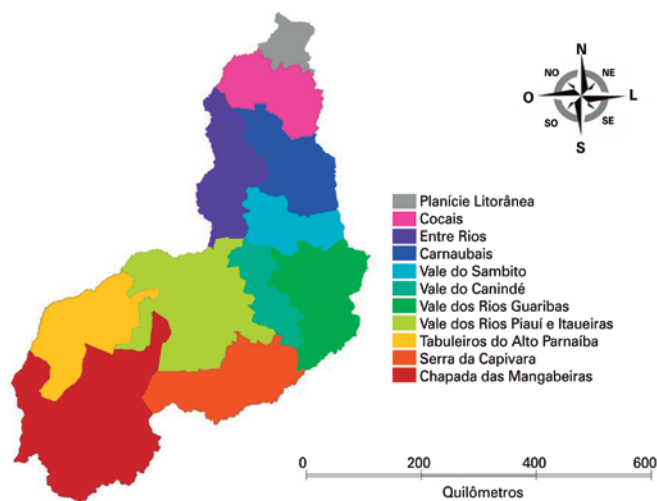 N
NO NE
O L
SO SE
S
Planície Litorânea
Cocais
Entre Rios
Carnaubais
Vale do Sambito
Vale do Canindé
Vale dos Rios Guaribas
Vale dos Rios Piauí e Itaueiras
Tabuleiros do Alto Parnaíba
Serra da Capivara
Chapada das Mangabeiras
0 200 400 600
Quilômetros